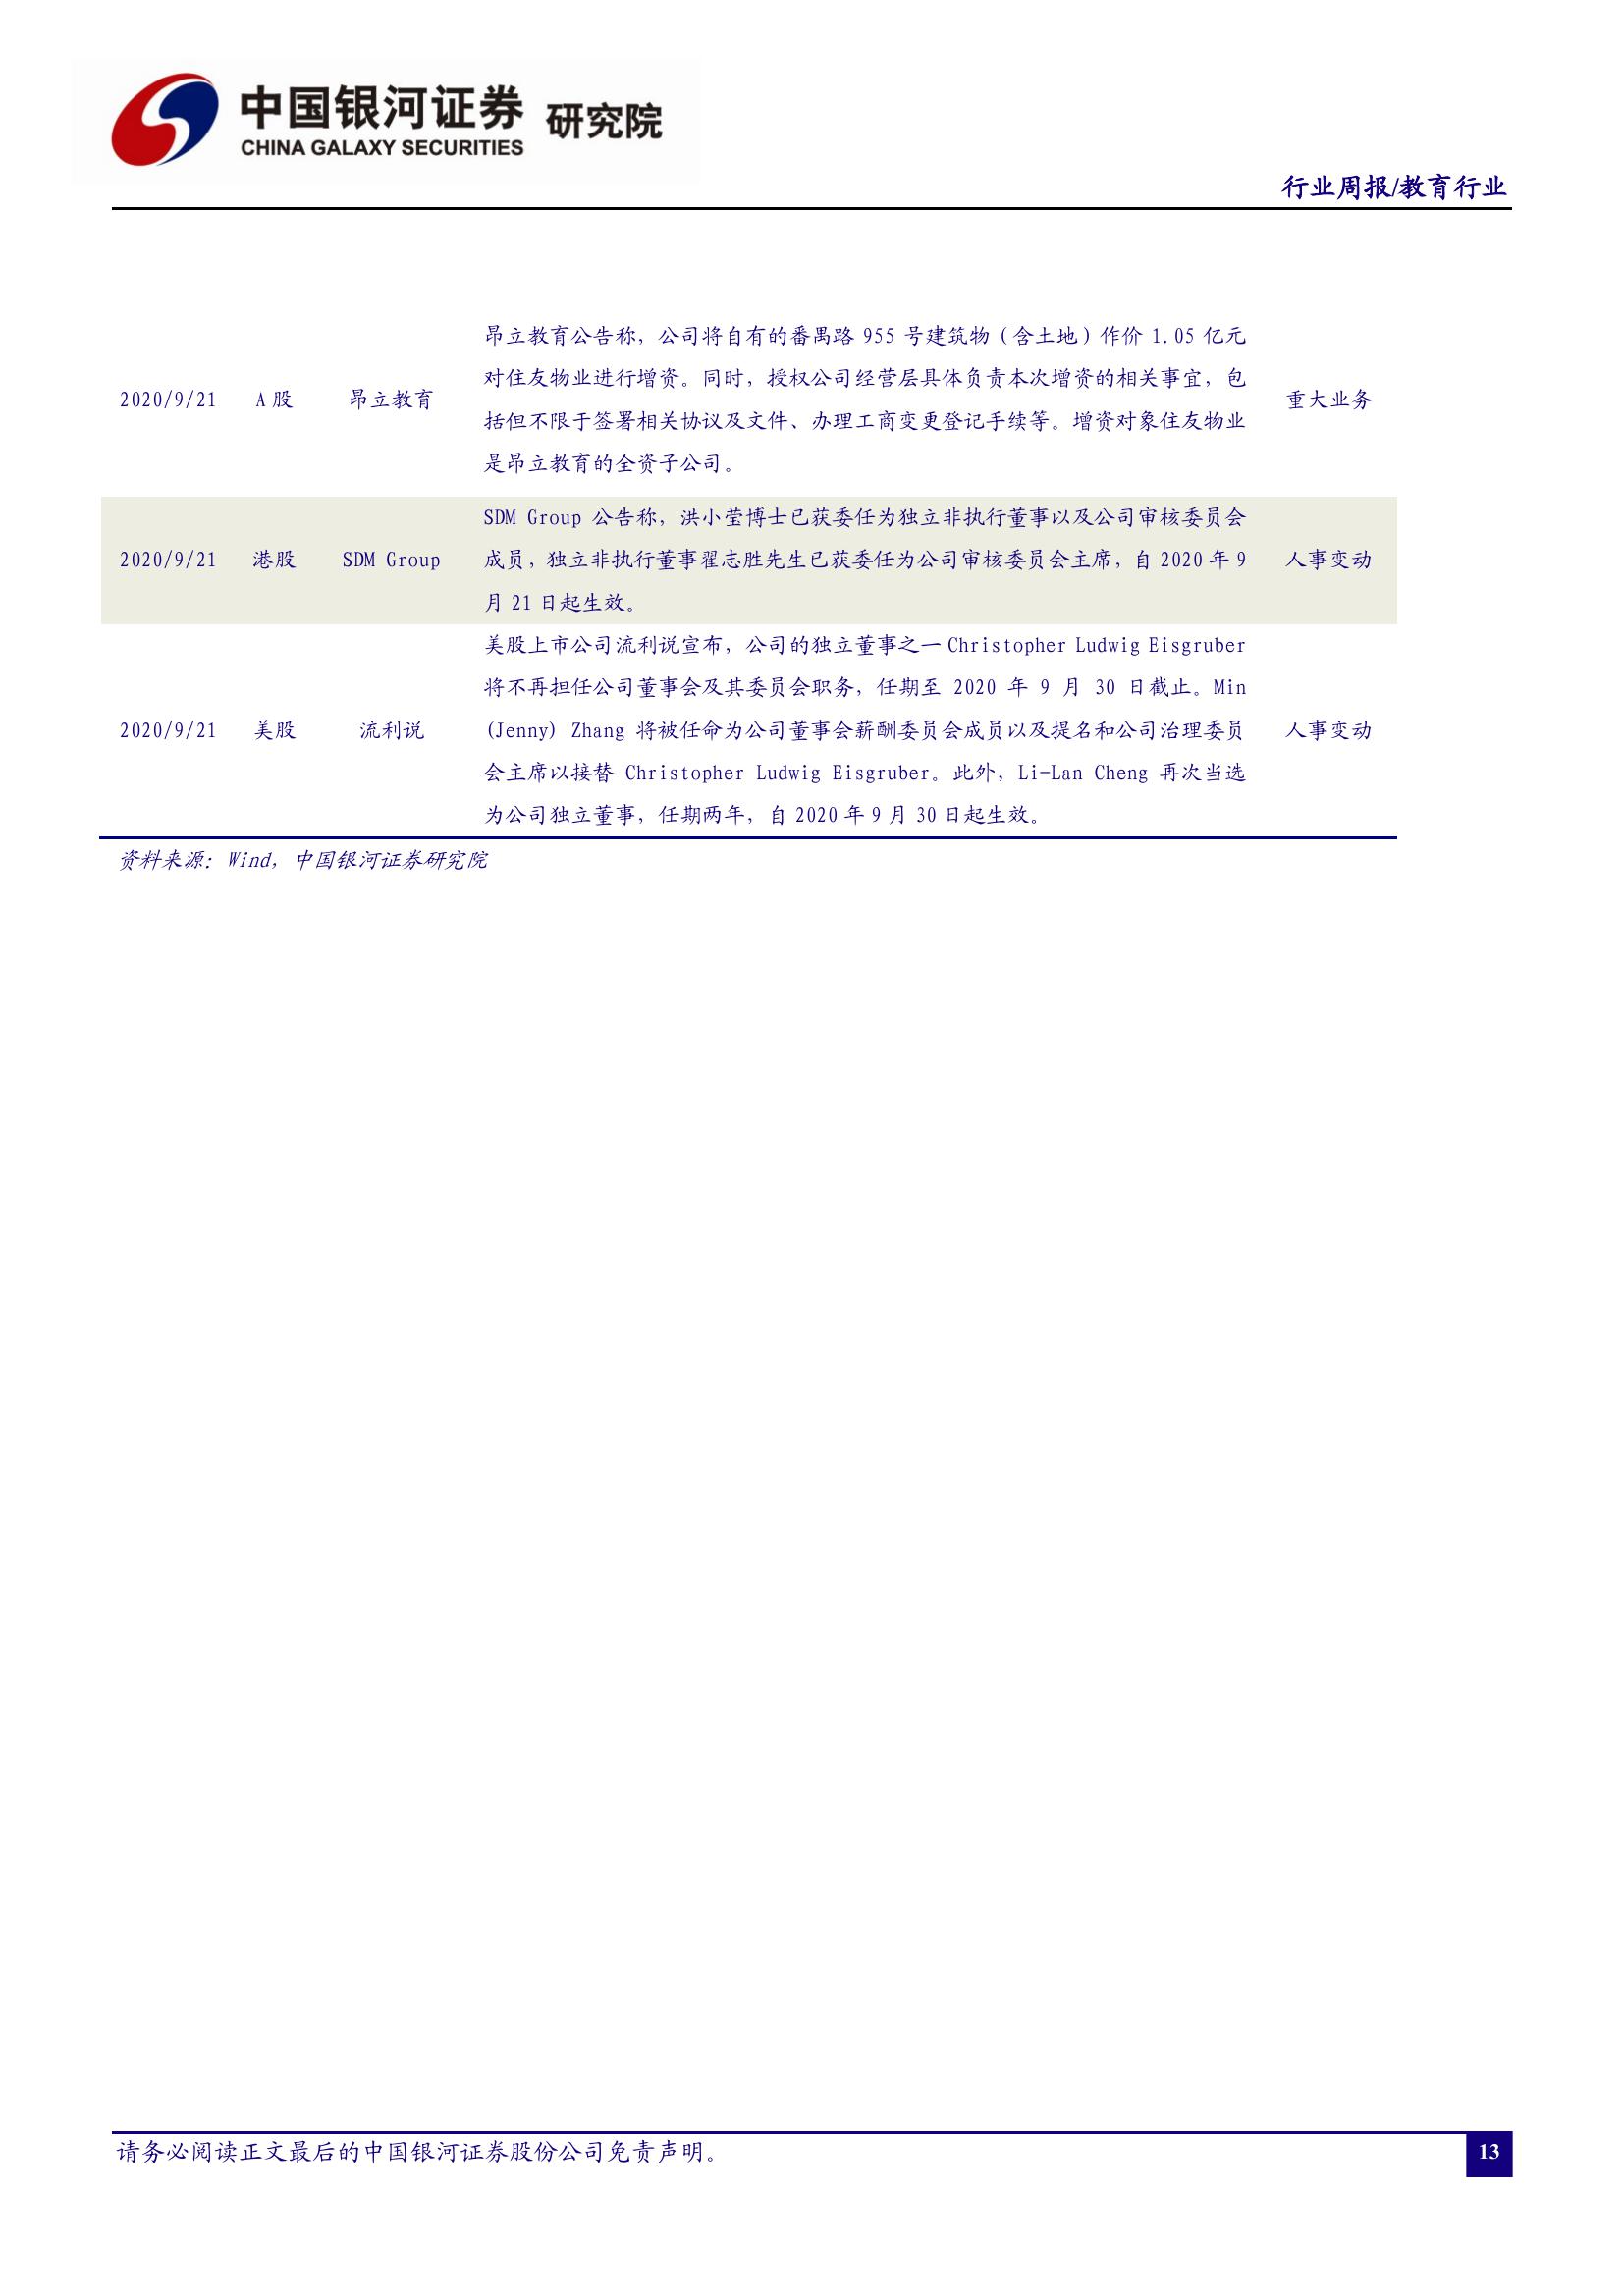 中国银河证券 研究院
CHINA GALAXY SECURITIES
行业周报/教育行业
昂立教育公告称，公司将自有的番禺路 955 号建筑物（含土地）作价 1.05 亿元
对住友物业进行增资。同时，授权公司经营层具体负责本次增资的相关事宜，包
2020/9/21 A 股 昂立教育 重大业务
括但不限于签署相关协议及文件、办理工商变更登记手续等。增资对象住友物业
是昂立教育的全资子公司。
SDM Group 公告称，洪小莹博士已获委任为独立非执行董事以及公司审核委员会
2020/9/21 港股 SDM Group 成员，独立非执行董事翟志胜先生已获委任为公司审核委员会主席，自 2020 年 9 人事变动
月 21 日起生效。
美股上市公司流利说宣布，公司的独立董事之一 Christopher Ludwig Eisgruber
将不再担任公司董事会及其委员会职务，任期至 2020 年 9 月 30 日截止。Min
2020/9/21 美股 流利说 (Jenny) Zhang 将被任命为公司董事会薪酬委员会成员以及提名和公司治理委员 人事变动
会主席以接替 Christopher Ludwig Eisgruber。此外，Li-Lan Cheng 再次当选
为公司独立董事，任期两年，自 2020 年 9 月 30 日起生效。
资料来源：Wind，中国银河证券研究院
请务必阅读正文最后的中国银河证券股份公司免责声明。
13